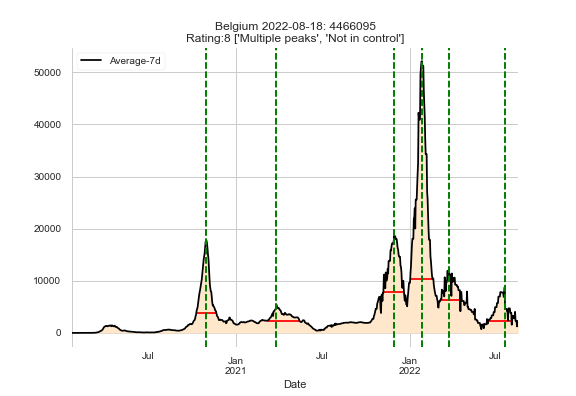 Belgium 2022-08-18: 4466095
Rating:8 ['Multiple peaks', 'Not in control']
Average-7d
50000
40000
30000
20000
10000
0
Jul
Jan
2021
Jul
Jan
2022
Jul
Date